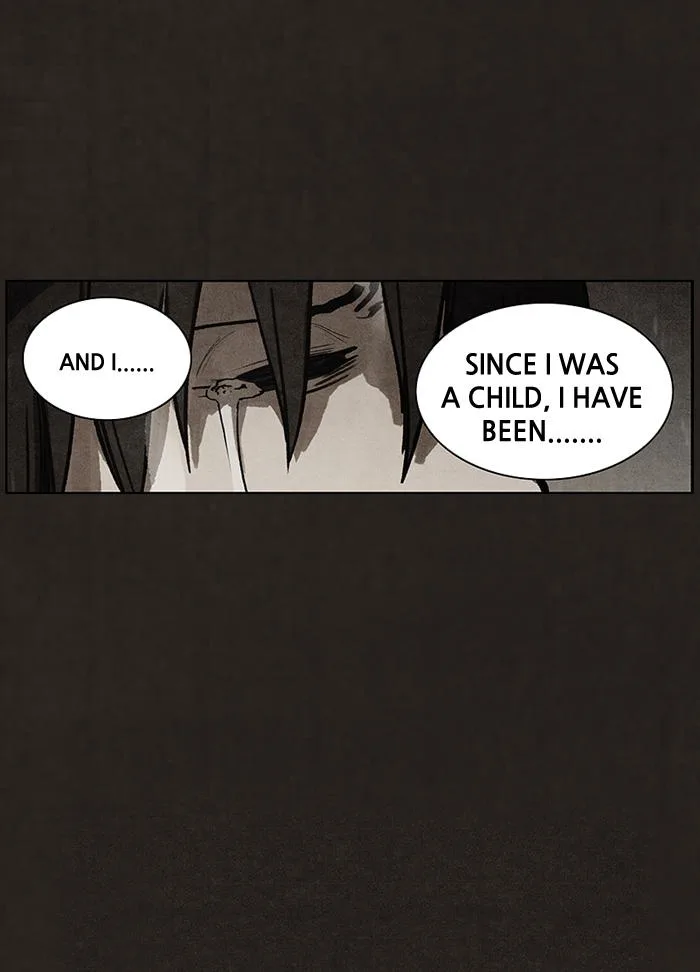 AND I......
SINCE I WAS
A CHILD, I HAVE
BEEN.......